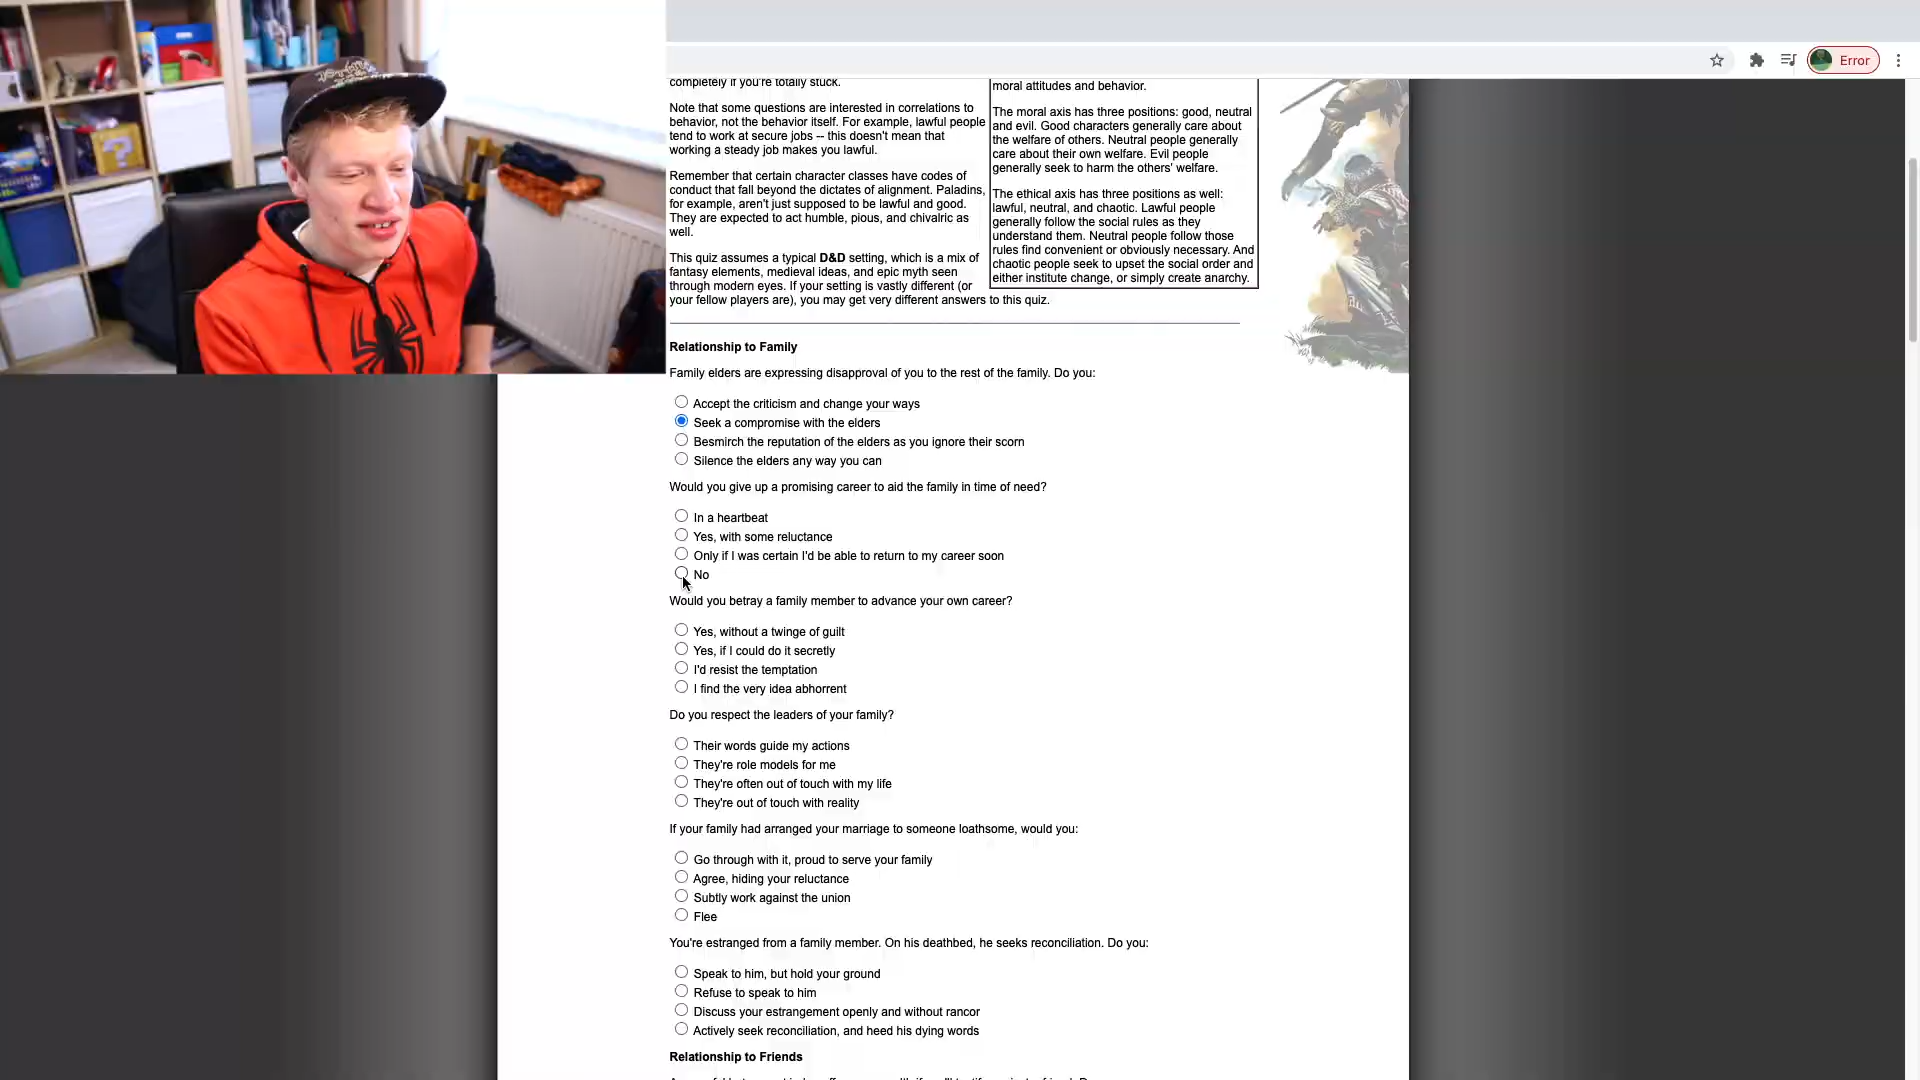 Error
completely if you're totally stuck.
Note that some questions are interested in correlations to
behavior, not the behavior itself. For example, lawful people
tend to work at secure jobs -- this doesn't mean that
working a steady job makes you lawful.
Remember that certain character classes have codes of
conduct that fall beyond the dictates of alignment. Paladins,
for example, aren't just supposed to be lawful and good.
They are expected to act humble, pious, and chivalric as
well.
This quiz assumes a typical D&D setting, which is a mix of
fantasy elements, medieval ideas, and epic myth seen
through modern eyes. If your setting is vastly different (or
your fellow players are), you may get very different answers to this quiz.
moral attitudes and behavior.
The moral axis has three positions: good, neutral
and evil. Good characters generally care about
the welfare of others. Neutral people generally
care about their own welfare. Evil people
generally seek to harm the others' welfare.
The ethical axis has three positions as well:
lawful, neutral, and chaotic. Lawful people
generally follow the social rules as they
understand them. Neutral people follow those
rules find convenient or obviously necessary. And
chaotic people seek to upset the social order and
either institute change, or simply create anarchy.
Relationship to Family
Family elders are expressing disapproval of you to the rest of the family. Do you:
Accept the criticism and change your ways
Seek a compromise with the elders
Besmirch the reputation of the elders as you ignore their scorn
Silence the elders any way you can
Would you give up a promising career to aid the family in time of need?
In a heartbeat
Yes, with some reluctance
Only if I was certain I'd be able to return to my career soon
No
Would you betray a family member to advance your own career?
Yes, without a twinge of guilt
Yes, if I could do it secretly
I'd resist the temptation
I find the very idea abhorrent
Do you respect the leaders of your family?
Their words guide my actions
They're role models for me
They're often out of touch with my life
They're out of touch with reality
If your family had arranged your marriage to someone loathsome, would you:
Go through with it, proud to serve your family
Agree, hiding your reluctance
Subtly work against the union
Flee
You're estranged from a family member. On his deathbed, he seeks reconciliation. Do you:
Speak to him, but hold your ground
Refuse to speak to him
Discuss your estrangement openly and without rancor
Actively seek reconciliation, and heed his dying words
Relationship to Friends